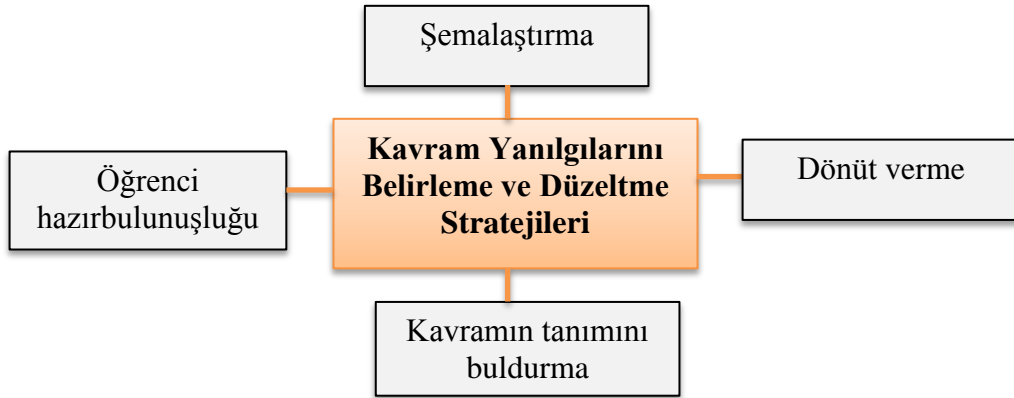 Şemalaştırma
Kavram Yanılgılarını
Belirleme ve Düzeltme
Stratejileri
Öğrenci
hazırbulunuşluğu
Dönüt verme
Kavramın tanımını
buldurma